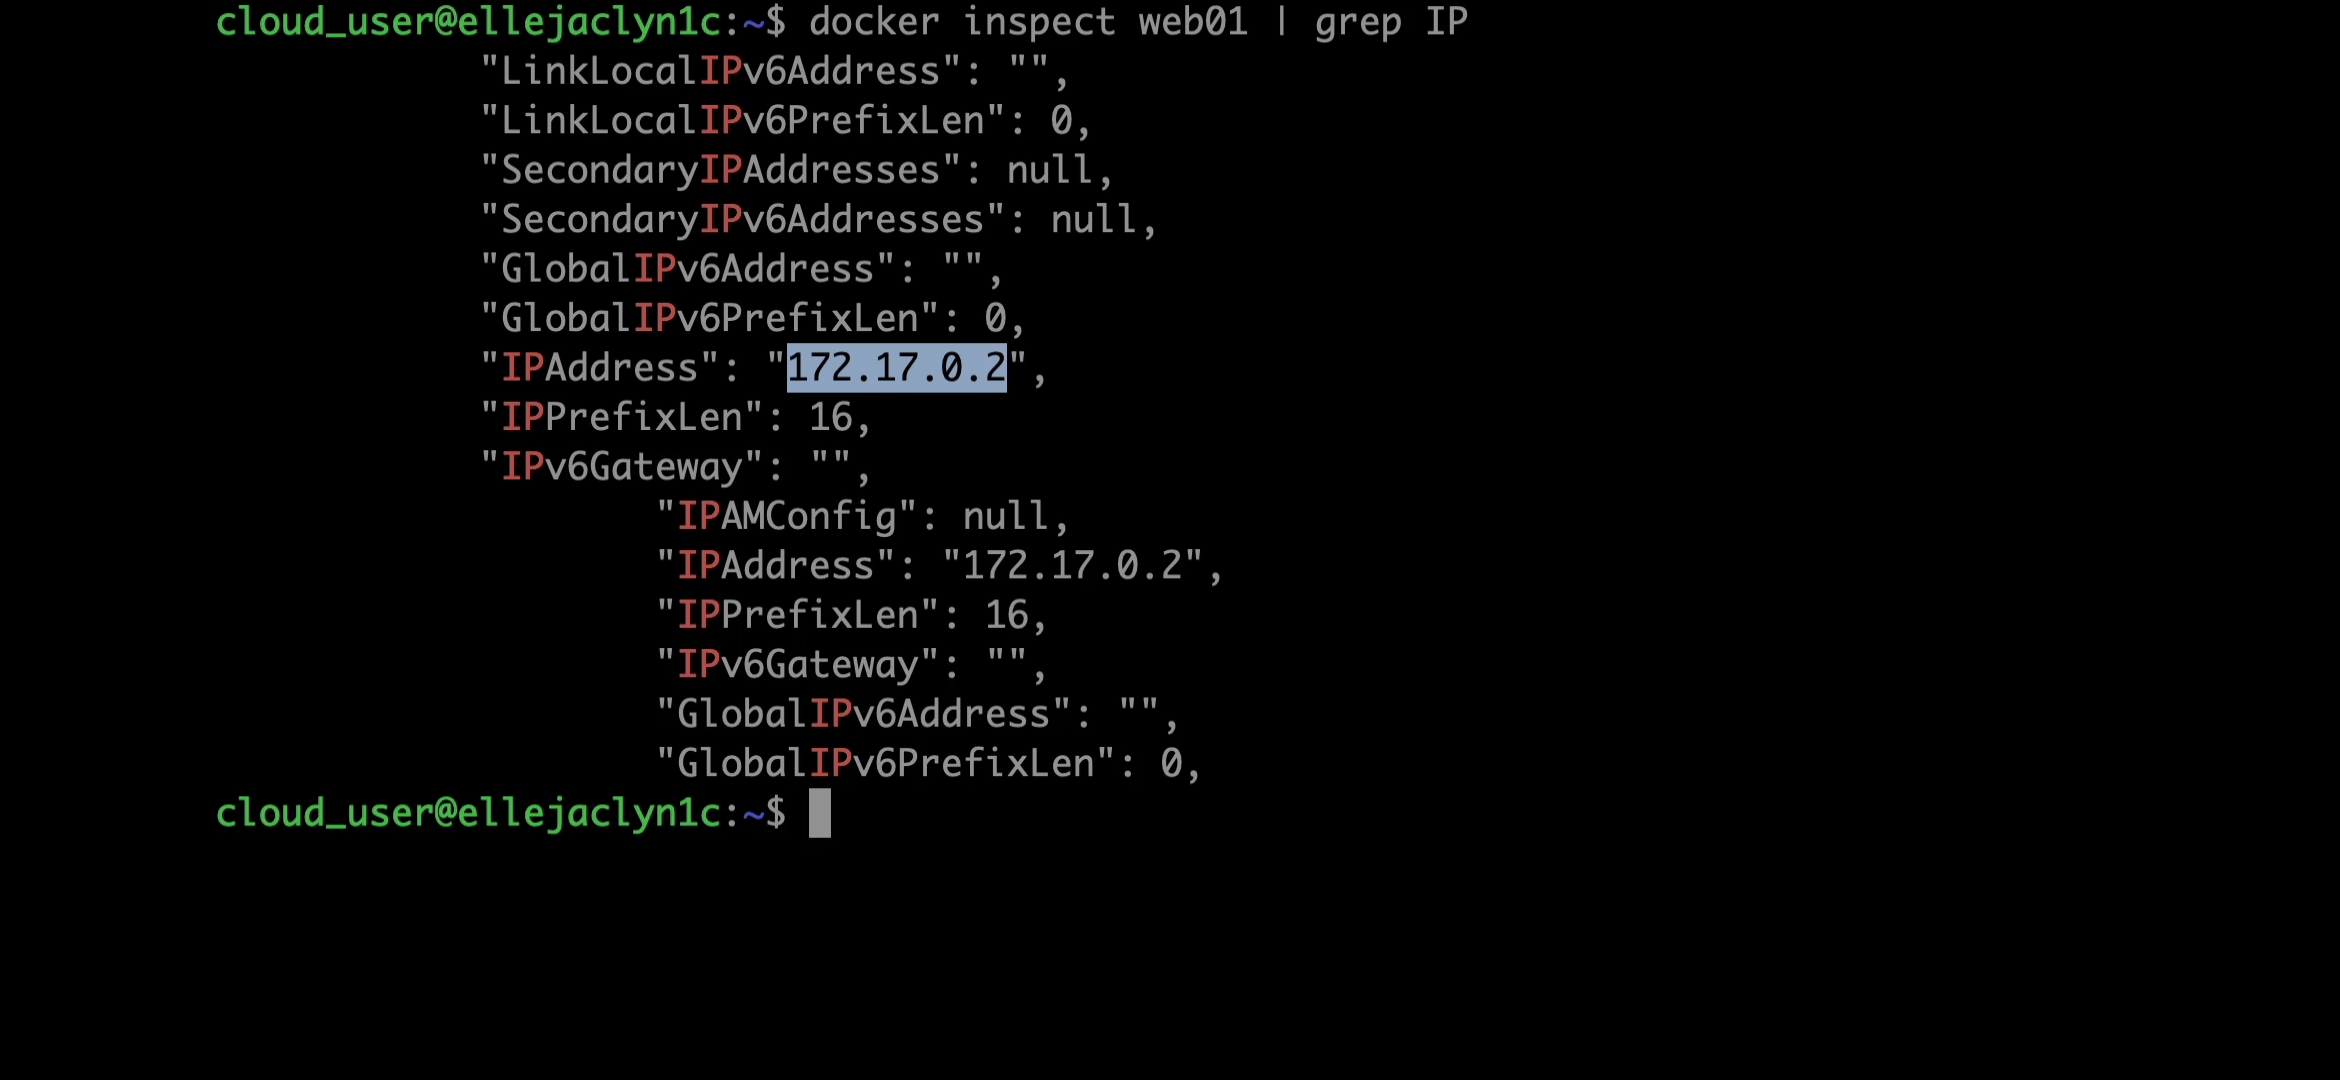 cloud_user@ellejaclyn1c:~$ docker inspect web01 | grep IP
"LinkLocalIPv6Address": "",
"LinkLocalIPv6PrefixLen": 0,
"SecondaryIPAddresses": null,
"SecondaryIPv6Addresses": null,
"GlobalIPv6Address": "",
"GlobalIPv6PrefixLen": 0,
"IPAddress": "172.17.0.2",
"IPPrefixLen": 16,
"IPv6Gateway": "",
"IPAMConfig": null,
"IPAddress": "172.17.0.2",
"IPPrefixLen": 16,
"IPv6Gateway": "",
"GlobalIPv6Address": "",
"GlobalIPv6PrefixLen": 0,
cloud_user@ellejaclyn1c:~$